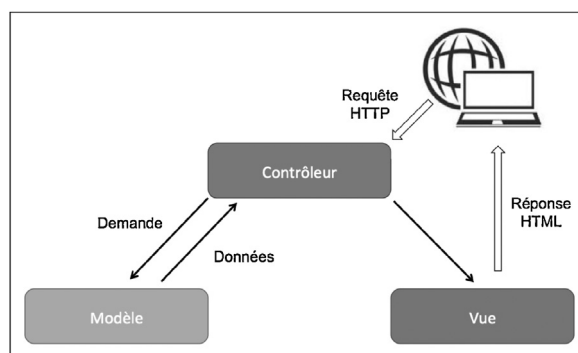 Requête
HTTP
Contrôleur
Demande
Données
Réponse
HTML
Modèle
Vue